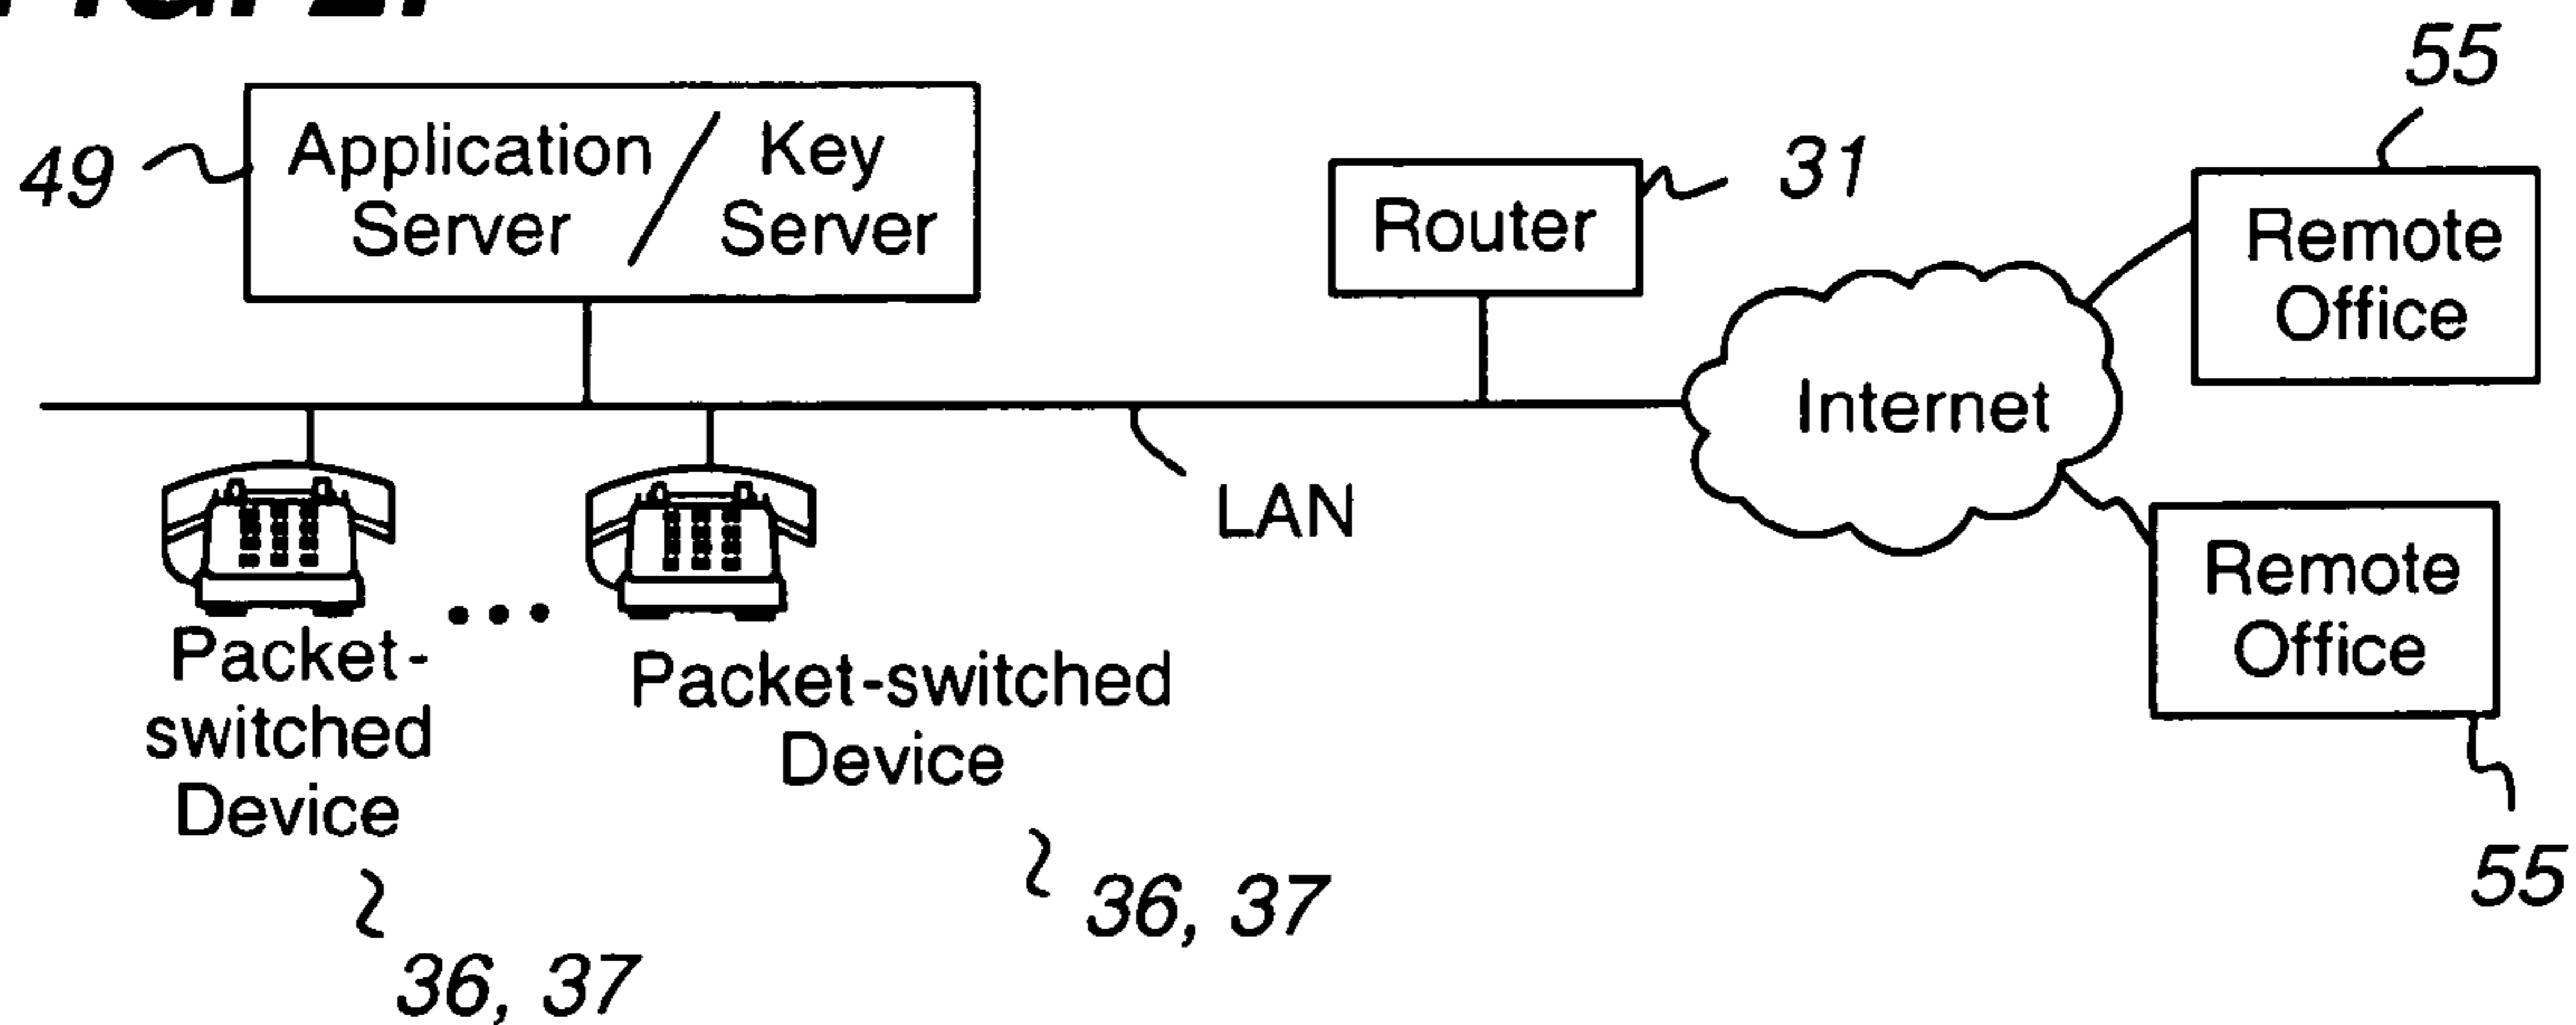 55
Application / Key
Server Server
49
Router
31
Remote
Office
Internet
LAN
Remote
Office
55
Packet-
switched
Device
36, 37
Packet-switched
Device
36, 37